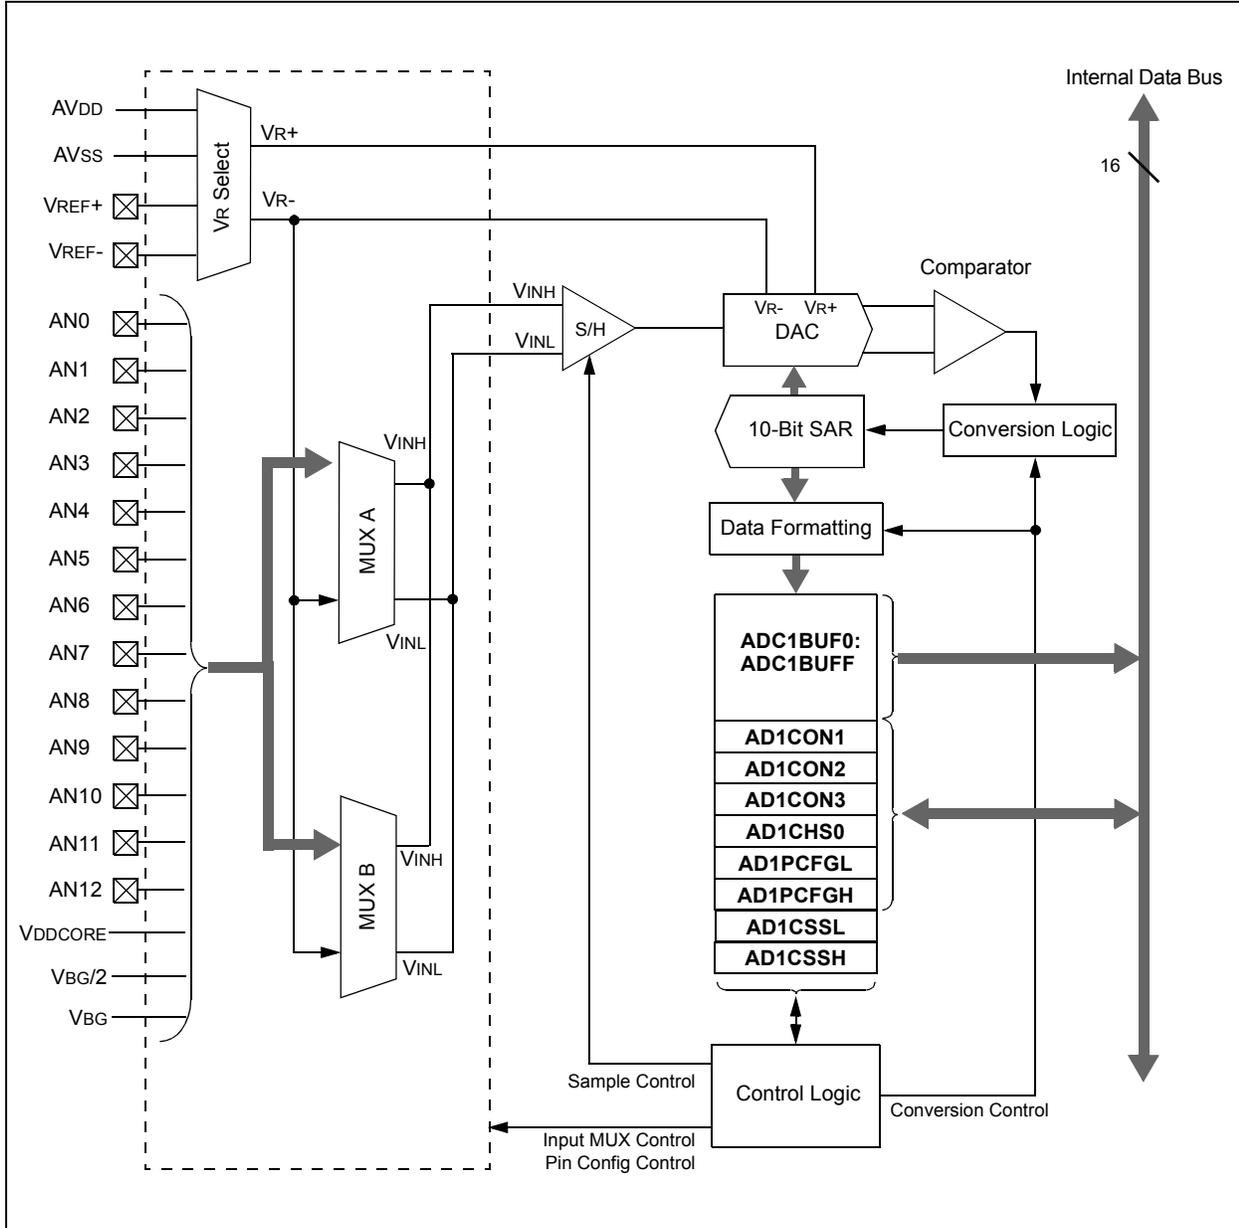 Internal Data Bus
AVDD
AVSS
VREF+
VREF-
VR Select
VR+
VR-
16
AN0
AN1
AN2
AN3
AN4
AN5
AN6
AN7
AN8
AN9
AN10
AN11
AN12
VDDCORE
VBG/2
VBG
VINH
MUX A
VINL
VINH
MUX B
VINL
VINH
VINL
S/H
VR- VR+
DAC
Comparator
10-Bit SAR
Conversion Logic
Data Formatting
ADC1BUF0:
ADC1BUFF
AD1CON1
AD1CON2
AD1CON3
AD1CHS0
AD1PCFGL
AD1PCFGH
AD1CSSL
AD1CSSH
Sample Control
Control Logic
Conversion Control
Input MUX Control
Pin Config Control